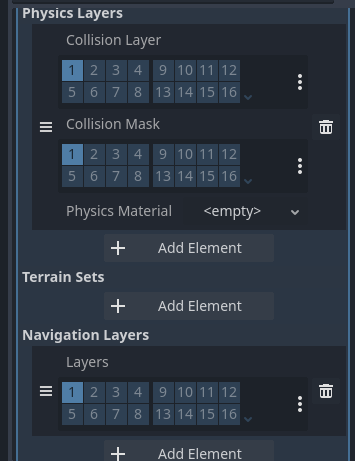 Physics Layers
Collision Layer
1 2 3 4 9 10 11 12
5 6 7 8 13 14 15 16
Collision Mask
1 2 3 4 9 10 11 12
5 6 7 8 13 14 15 16
Physics Material <empty>
Add Element
Terrain Sets
Add Element
Navigation Layers
Layers
1 2 3 4 9 10 11 12
5 6 7 8 13 14 15 16
Add Element